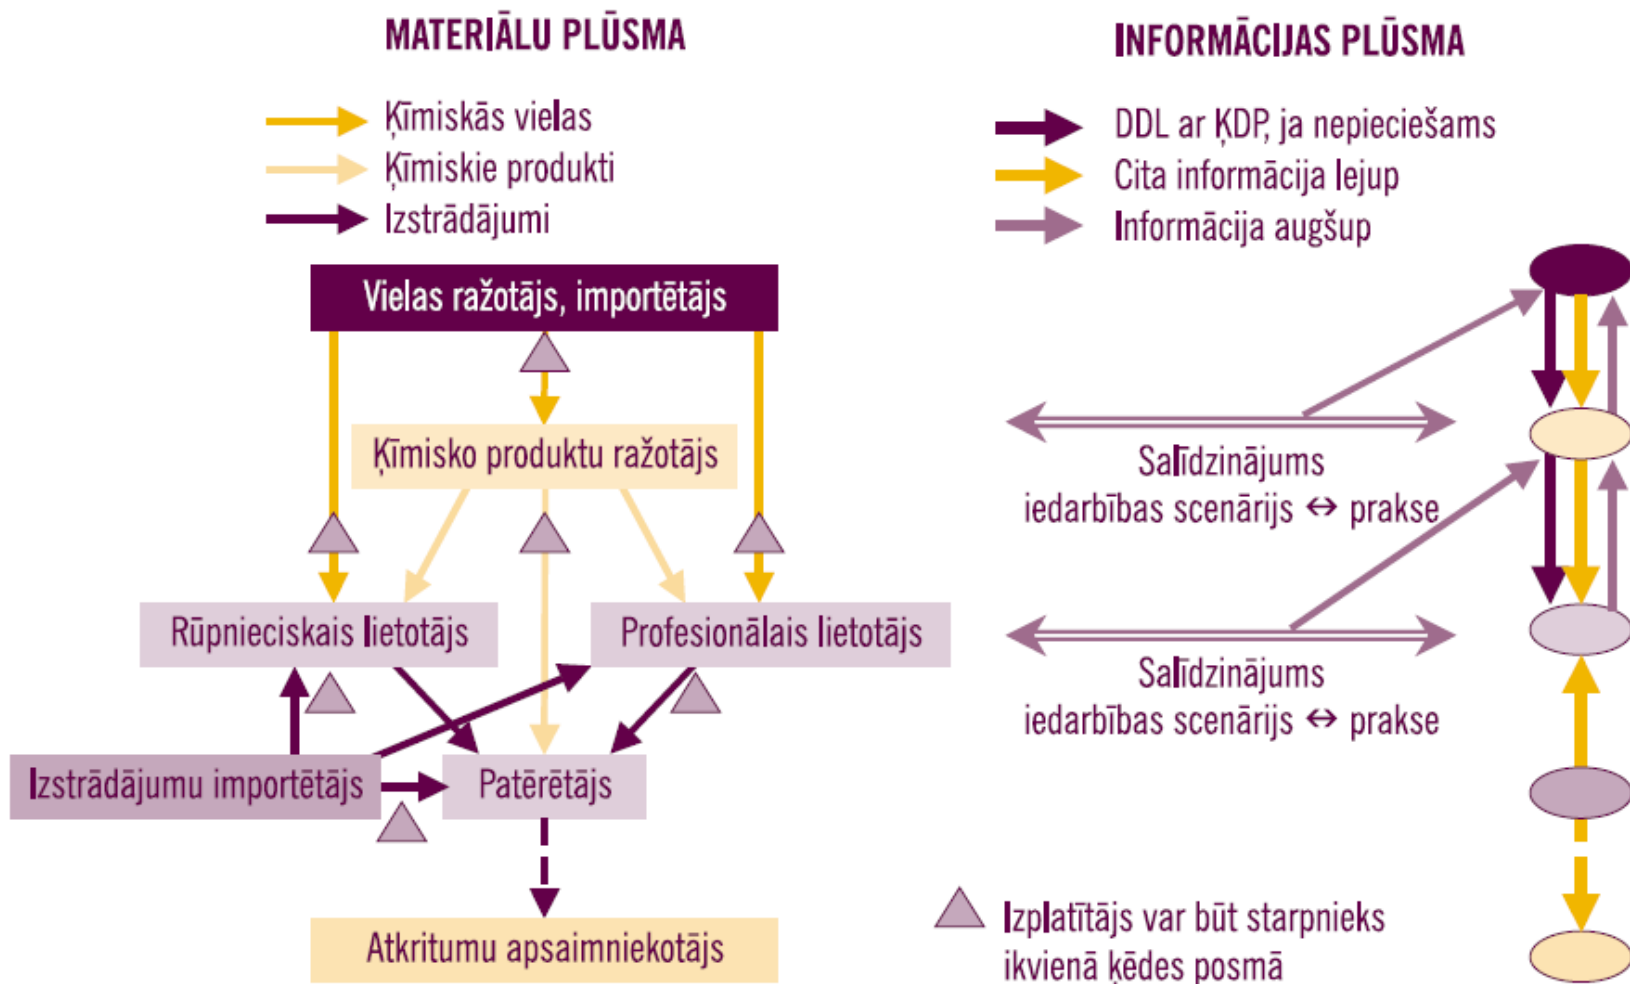 MATERIĀLU PLŪSMA
Ķīmiskās vielas
Ķīmiskie produkti
Izstrādājumi
Vielas ražotājs, importētājs
Ķīmisko produktu ražotājs
Rūpnieciskais lietotājs
Profesionālais lietotājs
Izstrādājumu importētājs
Patērētājs
Atkritumu apsaimniekotājs
INFORMĀCIJAS PLŪSMA
DDL ar ĶDP, ja nepieciešams
Cita informācija lejup
Informācija augšup
Salīdzinājums
iedarbības scenārijs ↔ prakse
Salīdzinājums
iedarbības scenārijs ↔ prakse
Izplatītājs var būt starpnieks
ikvienā ķēdes posmā